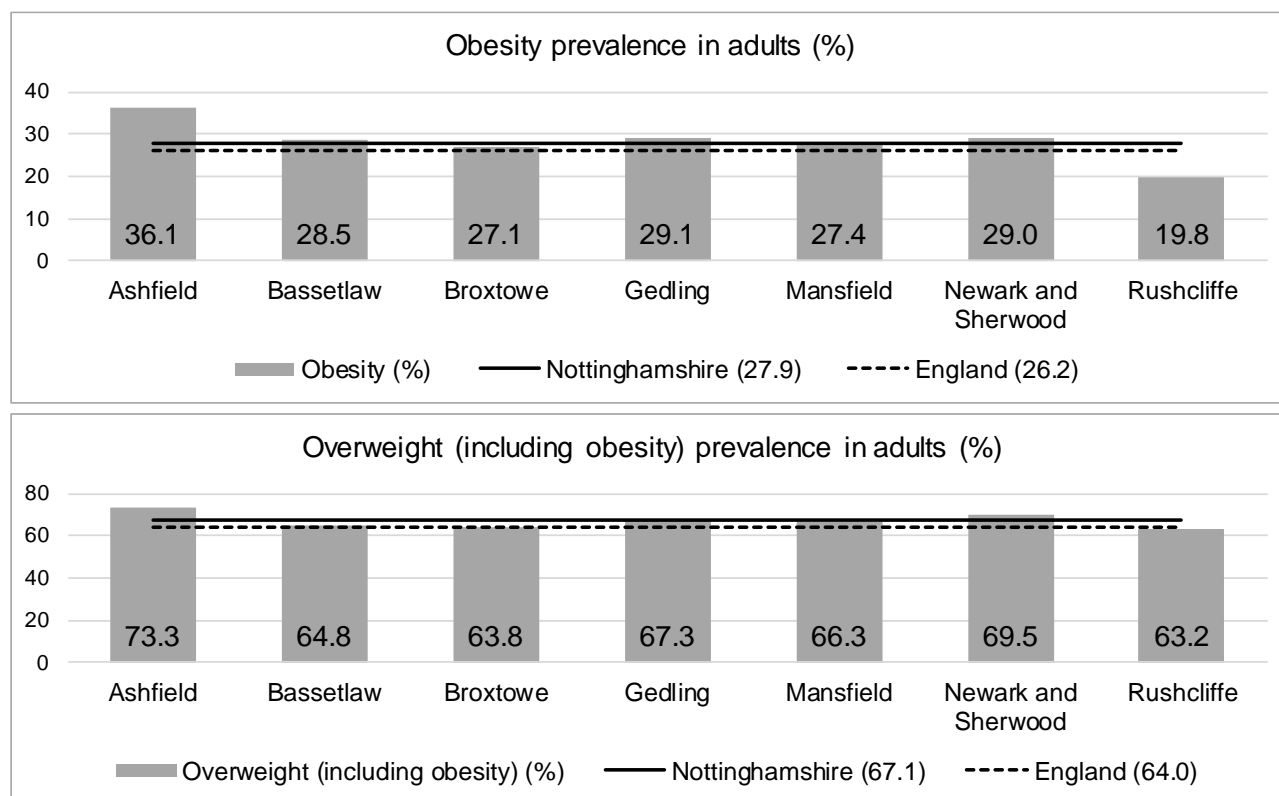 Obesity prevalence in adults (%)
40
30
20
10
0
36.1 28.5 27.1 29.1 27.4 29.0 19.8
Ashfield Bassetlaw Broxtowe Gedling Mansfield Newark and Sherwood Rushcliffe
Obesity (%) Nottinghamshire (27.9) England (26.2)
Overweight (including obesity) prevalence in adults (%)
80
60
40
20
0
73.3 64.8 63.8 67.3 66.3 69.5 63.2
Ashfield Bassetlaw Broxtowe Gedling Mansfield Newark and Sherwood Rushcliffe
Overweight (including obesity) (%) Nottinghamshire (67.1) England (64.0)